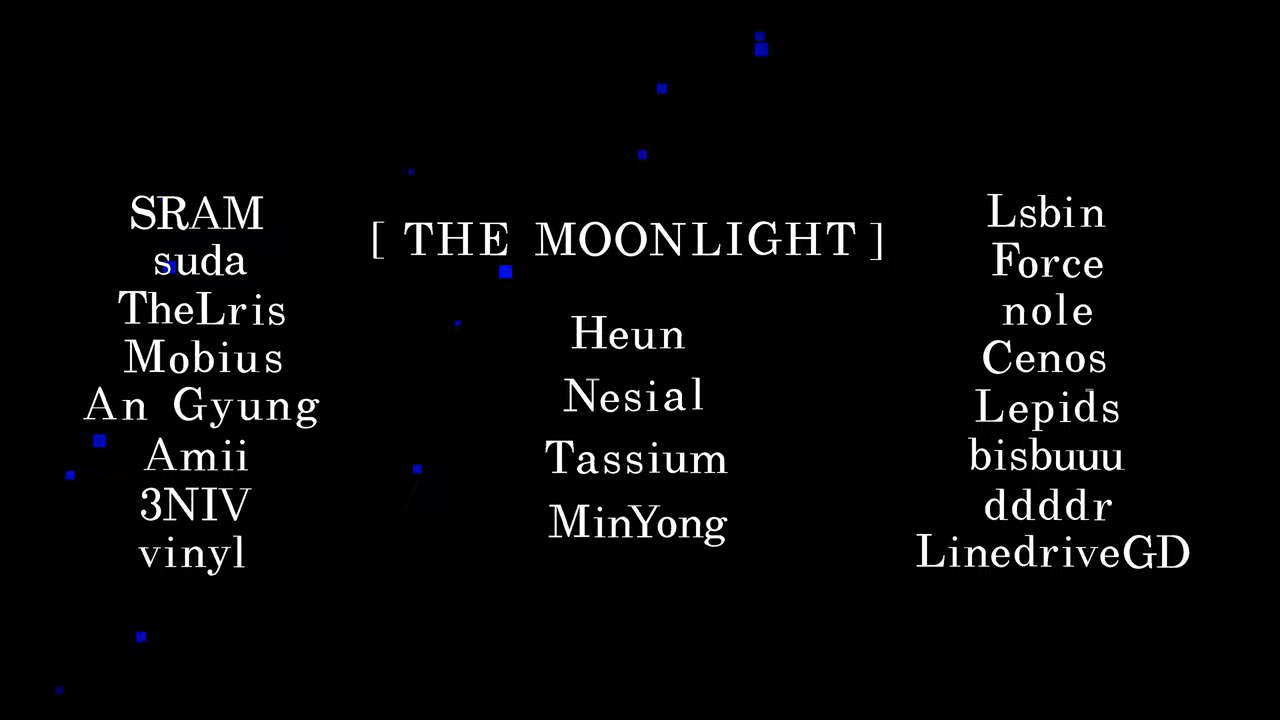 SRAM
suda
TheLris
Mobius
An Gyung
Amii
3NIV
vinyl
[ THE MOONLIGHT ]
Heun
Nesial
Tassium
MinYong
Lsbin
Force
nole
Cenos
Lepids
bisbuuu
ddddr
LinedriveGD